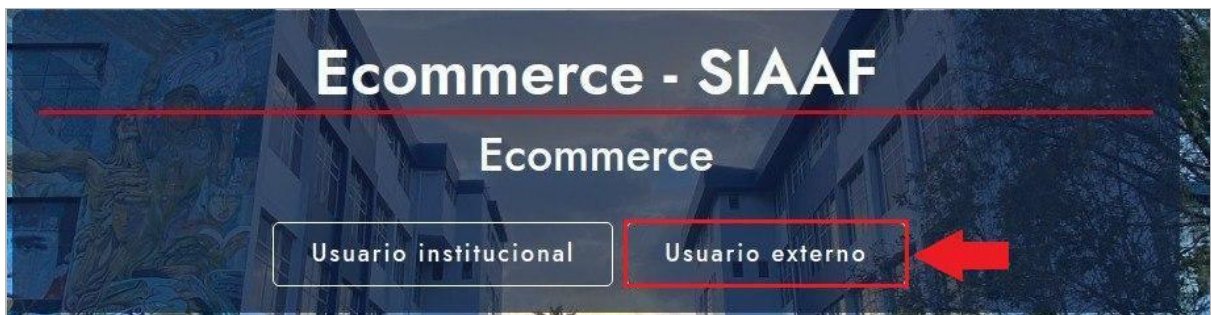 Ecommerce - SIAAF
Ecommerce
Usuario institucional
Usuario externo